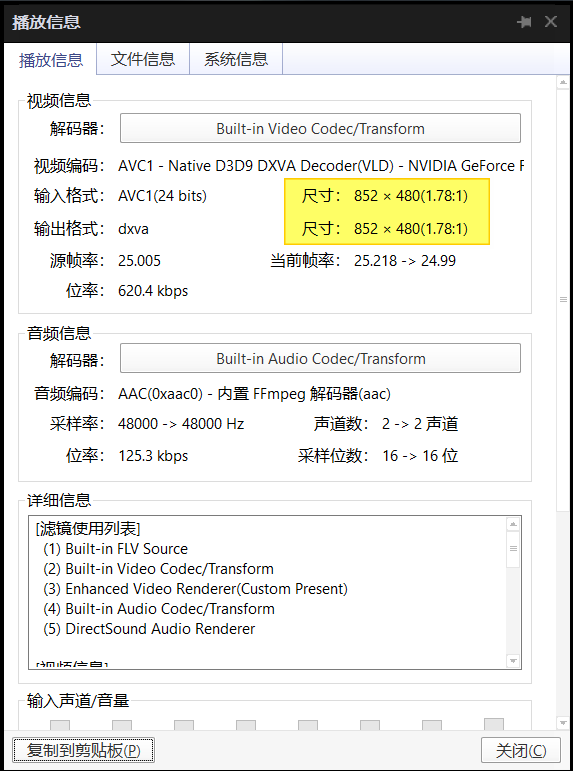 播放信息
播放信息 文件信息 系统信息
视频信息
解码器： Built-in Video Codec/Transform
视频编码： AVC1 - Native D3D9 DXVA Decoder(VLD) - NVIDIA GeForce
输入格式： AVC1(24 bits) 尺寸： 852 × 480(1.78:1)
输出格式： dxva 尺寸： 852 × 480(1.78:1)
源帧率： 25.005 当前帧率： 25.218 -> 24.99
位率： 620.4 kbps
音频信息
解码器： Built-in Audio Codec/Transform
音频编码： AAC(0xaac0) - 内置 FFmpeg 解码器(aac)
采样率： 48000 -> 48000 Hz 声道数： 2 -> 2 声道
位率： 125.3 kbps 采样位数： 16 -> 16 位
详细信息
[滤镜使用列表]
(1) Built-in FLV Source
(2) Built-in Video Codec/Transform
(3) Enhanced Video Renderer(Custom Present)
(4) Built-in Audio Codec/Transform
(5) DirectSound Audio Renderer
[视频信息]
输入声道/音量
复制到剪贴板(P) 关闭(C)